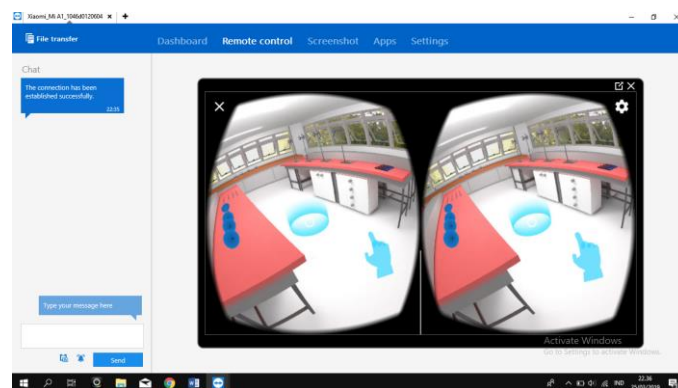 Xiaomi_Mi A1_1046d0120604
File transfer
Dashboard Remote control Screenshot Apps Settings
Chat
The connection has been
established successfully.
22:35
Type your message here
Send
Activate Windows
Go to Settings to activate Windows.
IND
22.36